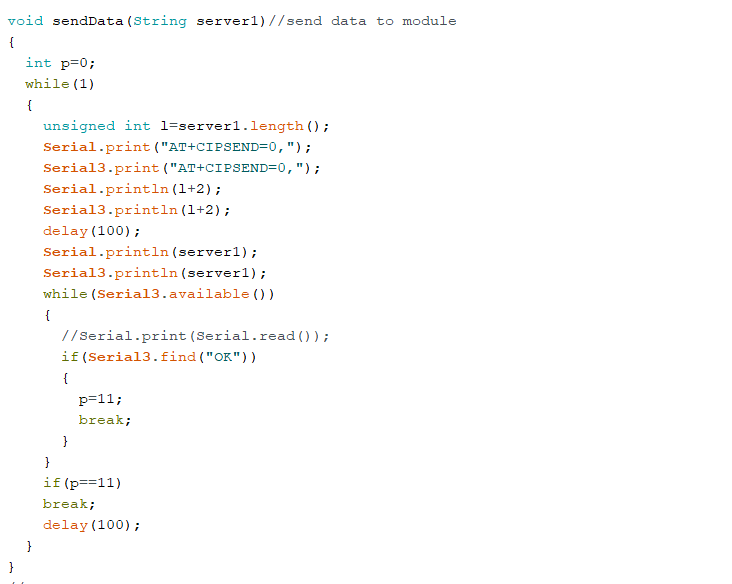 void sendData(String server1)//send data to module
{
  int p=0;
  while(1)
  {
    unsigned int l=server1.length();
    Serial.print("AT+CIPSEND=0,");
    Serial3.print("AT+CIPSEND=0,");
    Serial.println(l+2);
    Serial3.println(l+2);
    delay(100);
    Serial.println(server1);
    Serial3.println(server1);
    while(Serial3.available())
    {
      //Serial.print(Serial.read());
      if(Serial3.find("OK"))
      {
        p=11;
        break;
      }
    }
    if(p==11)
    break;
    delay(100);
  }
}